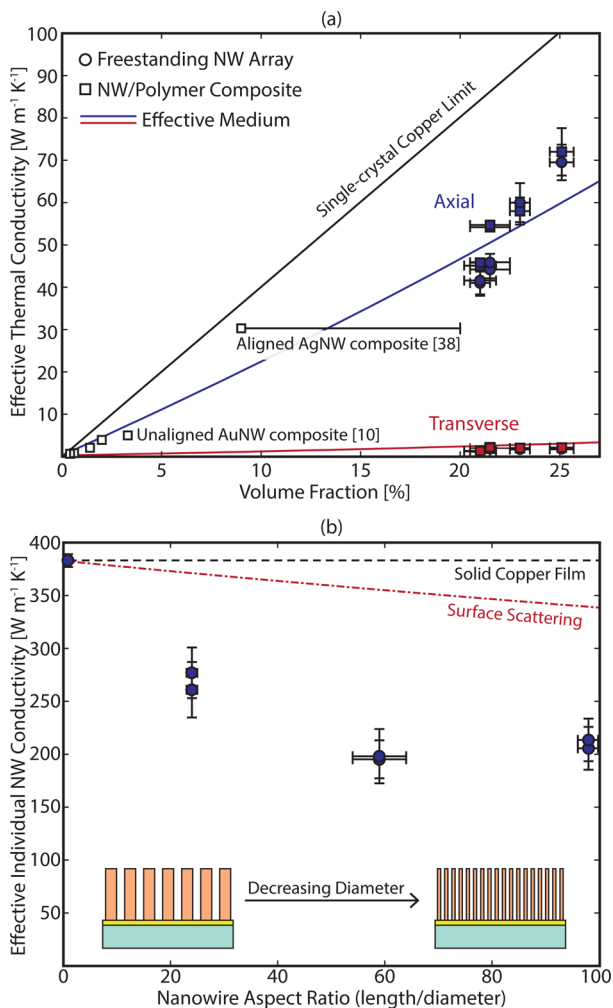 (a)
Effective Thermal Conductivity [W m⁻¹ K⁻¹]
100
90
80
70
60
50
40
30
20
10
Freestanding NW Array
NW/Polymer Composite
Effective Medium
Single-crystal Copper Limit
Axial
Aligned AgNW composite [38]
Transverse
Unaligned AuNW composite [10]
0
5
10
15
20
25
Volume Fraction [%]
(b)
Effective Individual NW Conductivity [W m⁻¹ K⁻¹]
400
350
300
250
200
150
100
50
Solid Copper Film
Surface Scattering
Decreasing Diameter
0
20
40
60
80
100
Nanowire Aspect Ratio (length/diameter)